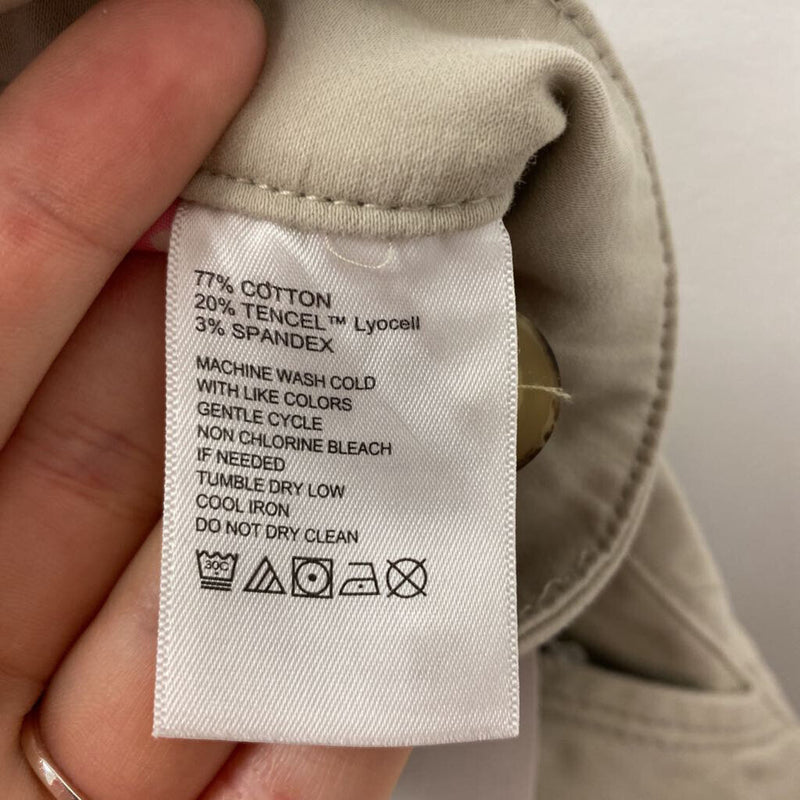 77% COTTON
20% TENCEL™ Lyocell
3% SPANDEX
MACHINE WASH COLD
WITH LIKE COLORS
GENTLE CYCLE
NON CHLORINE BLEACH
IF NEEDED
TUMBLE DRY LOW
COOL IRON
DO NOT DRY CLEAN
30C